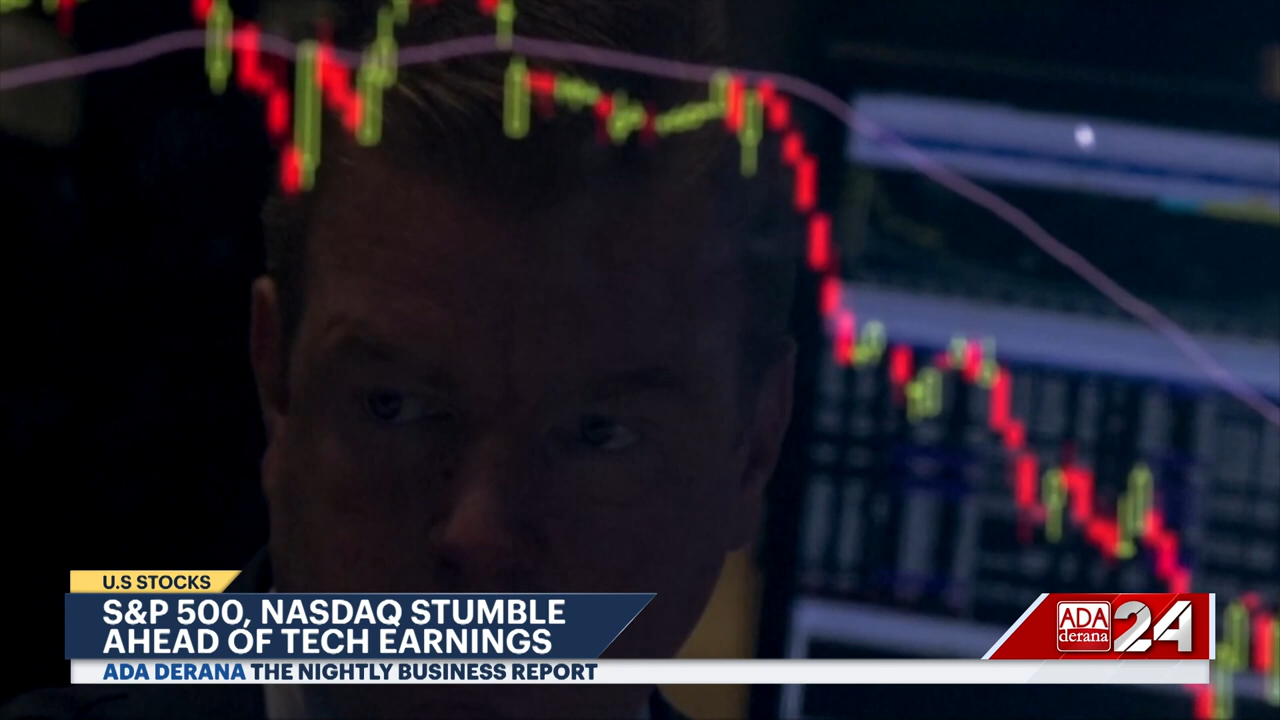 U.S STOCKS
S&P 500, NASDAQ STUMBLE
AHEAD OF TECH EARNINGS
ADA DERANA THE NIGHTLY BUSINESS REPORT
ADA
derana
24